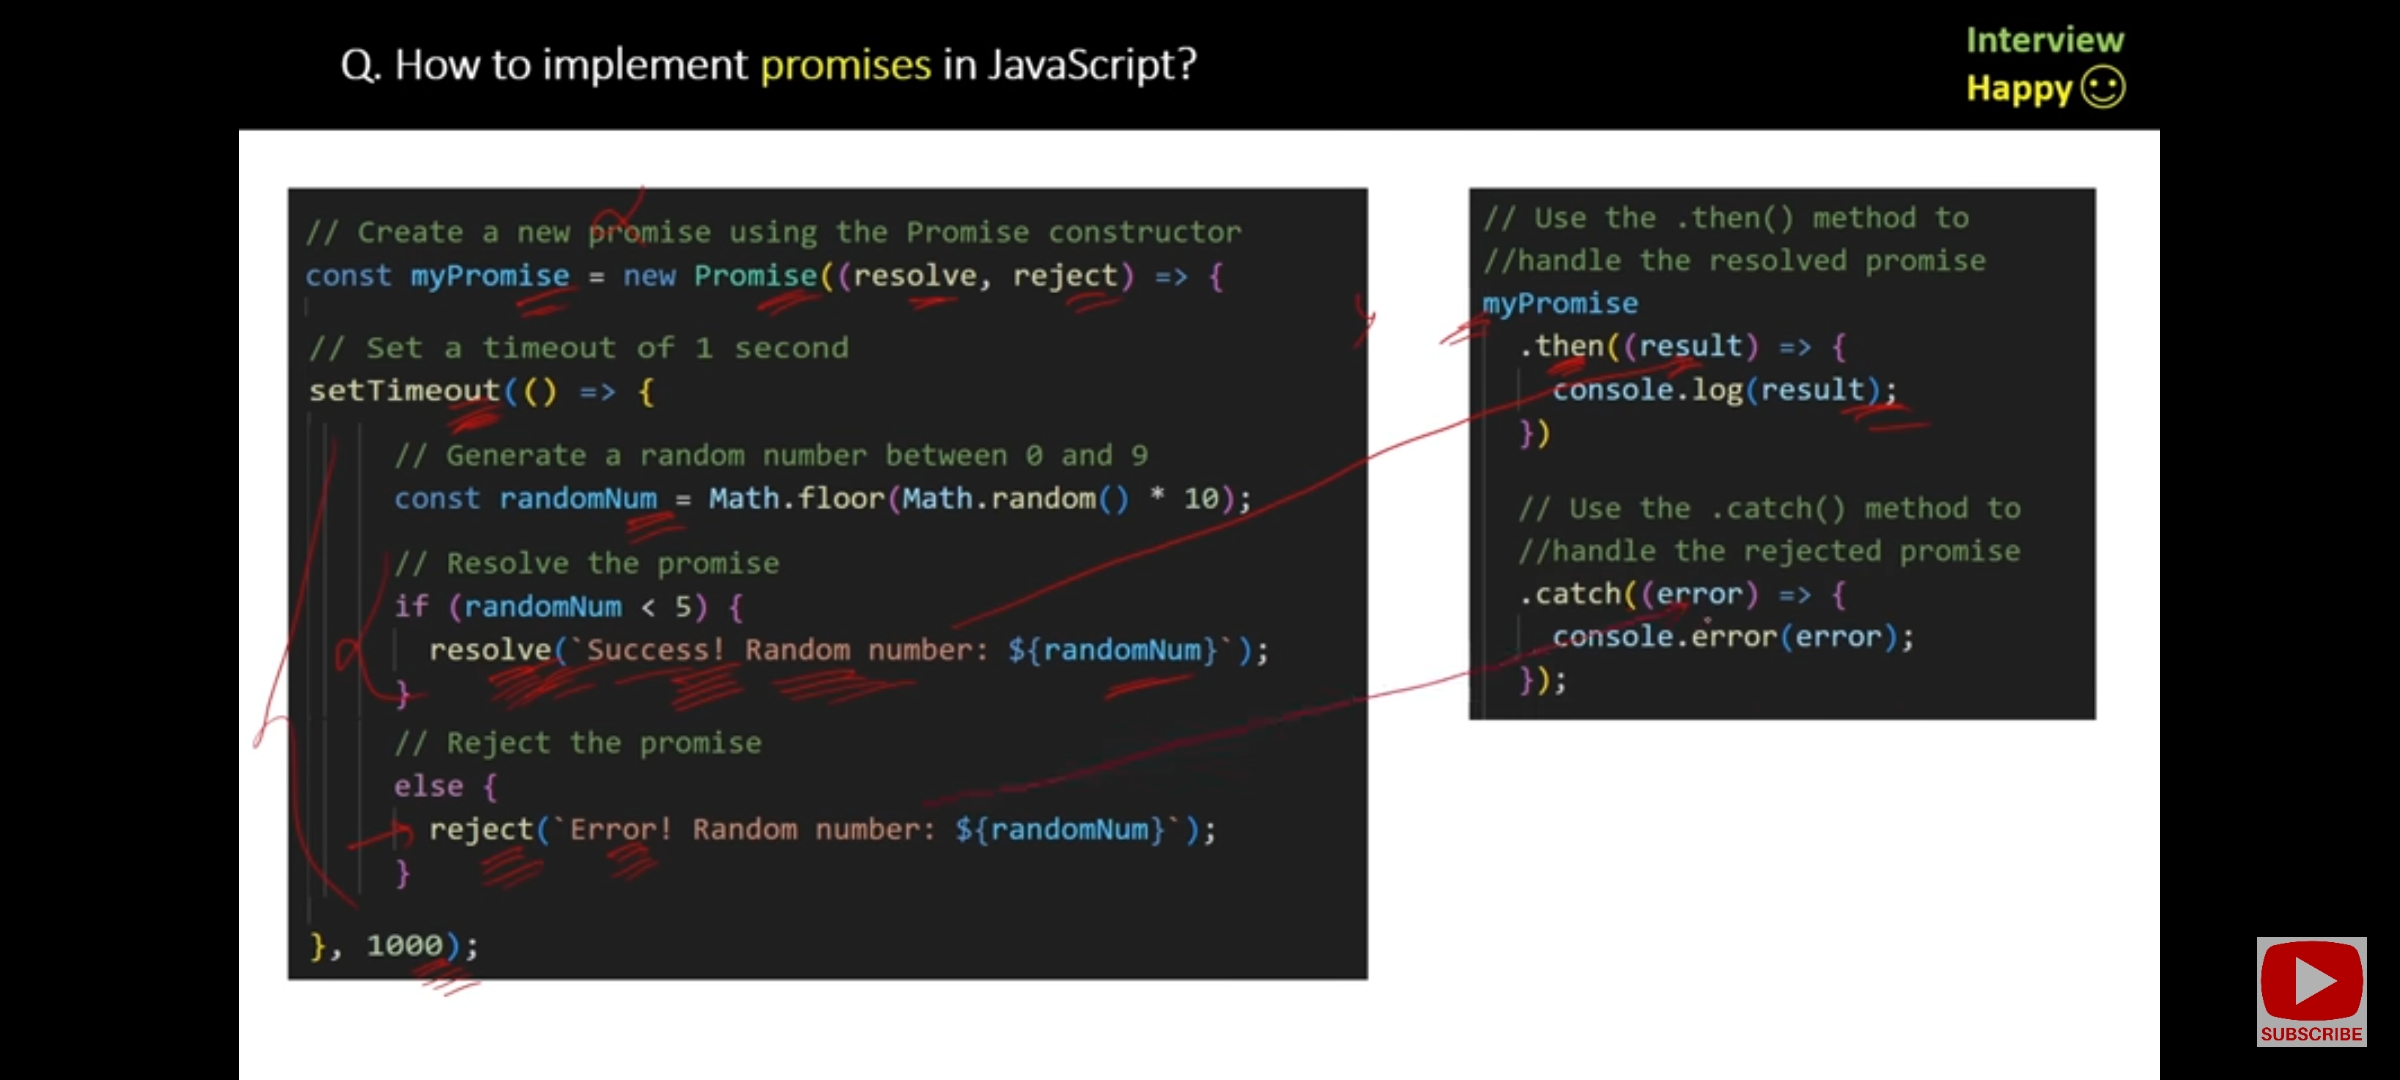 Q. How to implement promises in JavaScript?
Interview
Happy
// Create a new promise using the Promise constructor
const myPromise = new Promise((resolve, reject) => {
// Set a timeout of 1 second
setTimeout(() => {
// Generate a random number between 0 and 9
const randomNum = Math.floor(Math.random() * 10);
// Resolve the promise
if (randomNum < 5) {
resolve(`Success! Random number: ${randomNum}`);
}
// Reject the promise
else {
reject(`Error! Random number: ${randomNum}`);
}
}, 1000);
// Use the .then() method to
//handle the resolved promise
myPromise
.then((result) => {
console.log(result);
})
// Use the .catch() method to
//handle the rejected promise
.catch((error) => {
console.error(error);
});
SUBSCRIBE